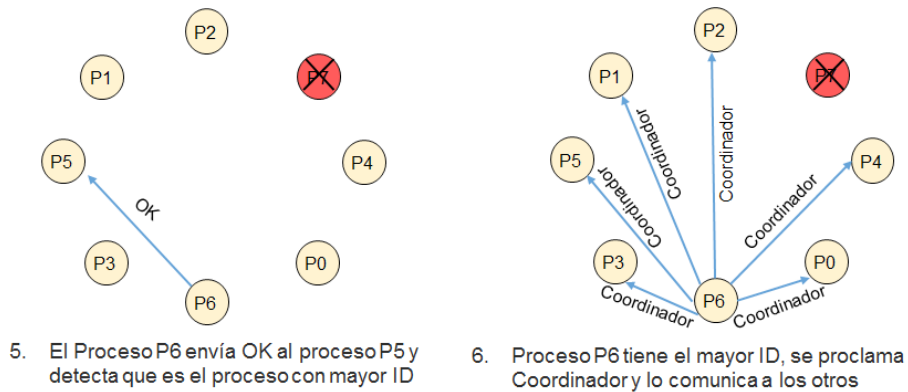 P2
P1
P7
P5
P4
OK
P3
P0
P6
5. El Proceso P6 envía OK al proceso P5 y
detecta que es el proceso con mayor ID
P2
P1
P7
Coordinador
Coordinador
P5
P4
Coordinador
Coordinador
P3
P0
Coordinador
P6
Coordinador
6. Proceso P6 tiene el mayor ID, se proclama
Coordinador y lo comunica a los otros